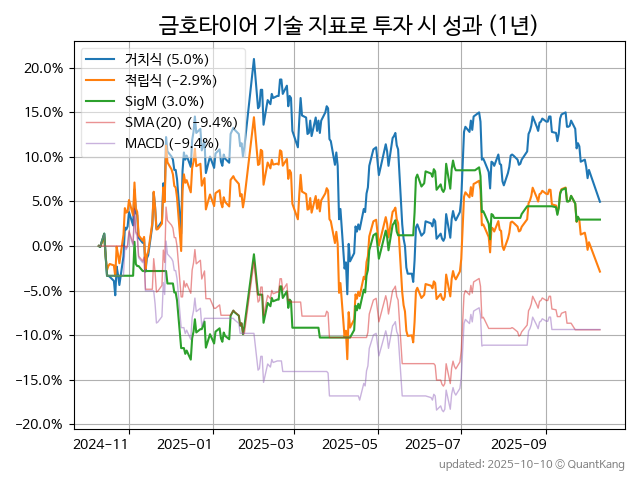 금호타이어 기술 지표로 투자 시 성과 (1년)
거치식 (5.0%)
적립식 (−2.9%)
SigM (3.0%)
SMA(20) (−9.4%)
MACD (−9.4%)
20.0%
15.0%
10.0%
5.0%
0.0%
−5.0%
−10.0%
−15.0%
−20.0%
2024-11 2025-01 2025-03 2025-05 2025-07 2025-09
updated: 2025-10-10 © QuantKang